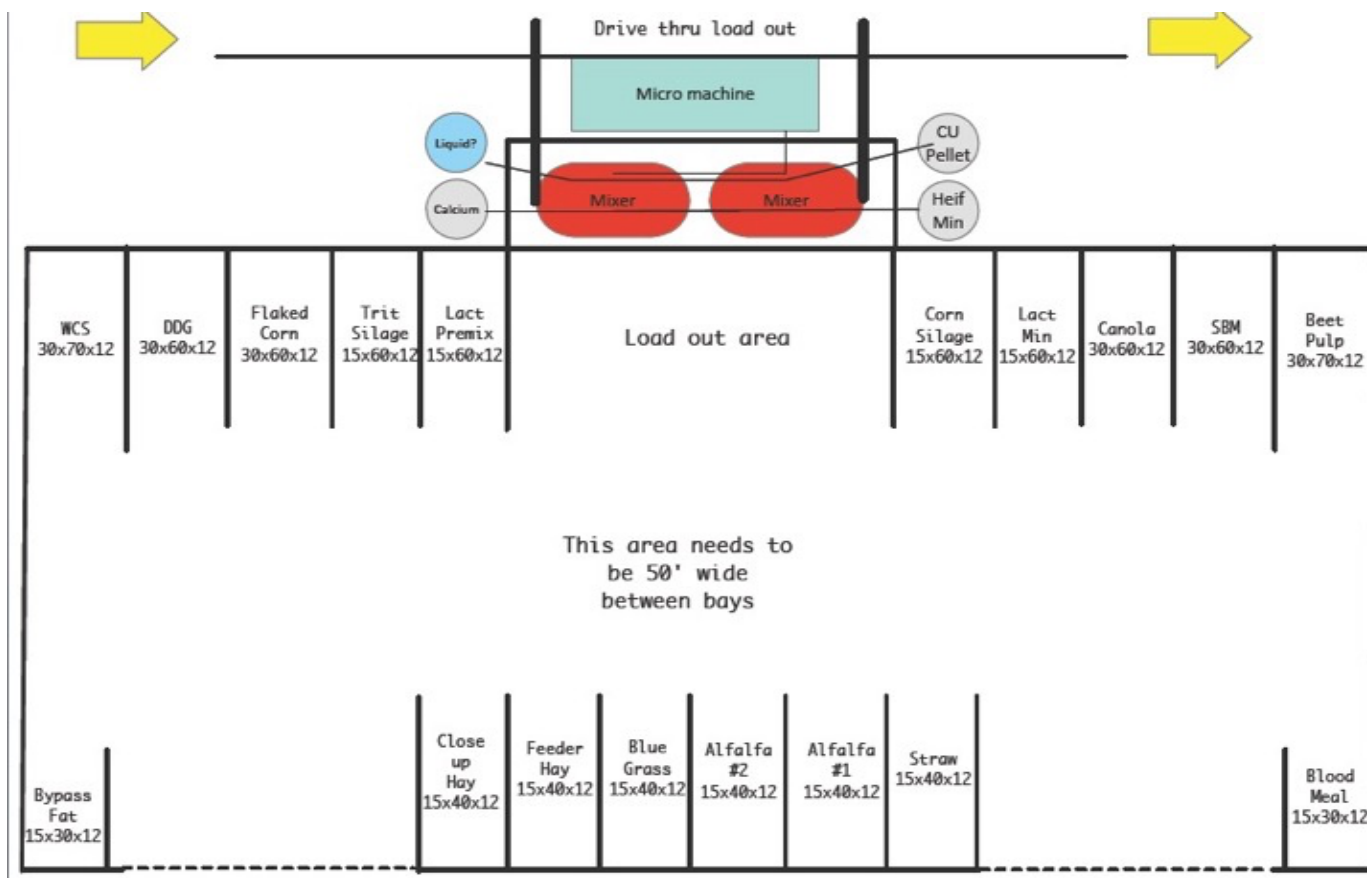 Drive thru load out
Micro machine
Liquid?
CU
Pellet
Calcium
Mixer
Mixer
Heif
Min
WCS
30x70x12
DDG
30x60x12
Flaked
Corn
30x60x12
Trit
Silage
15x60x12
Lact
Premix
15x60x12
Load out area
Corn
Silage
15x60x12
Lact
Min
15x60x12
Canola
30x60x12
SBM
30x60x12
Beet
Pulp
30x70x12
This area needs to
be 50' wide
between bays
Bypass
Fat
15x30x12
Close
up
Hay
15x40x12
Feeder
Hay
15x40x12
Blue
Grass
15x40x12
Alfalfa
#2
15x40x12
Alfalfa
#1
15x40x12
Straw
15x40x12
Blood
Meal
15x30x12